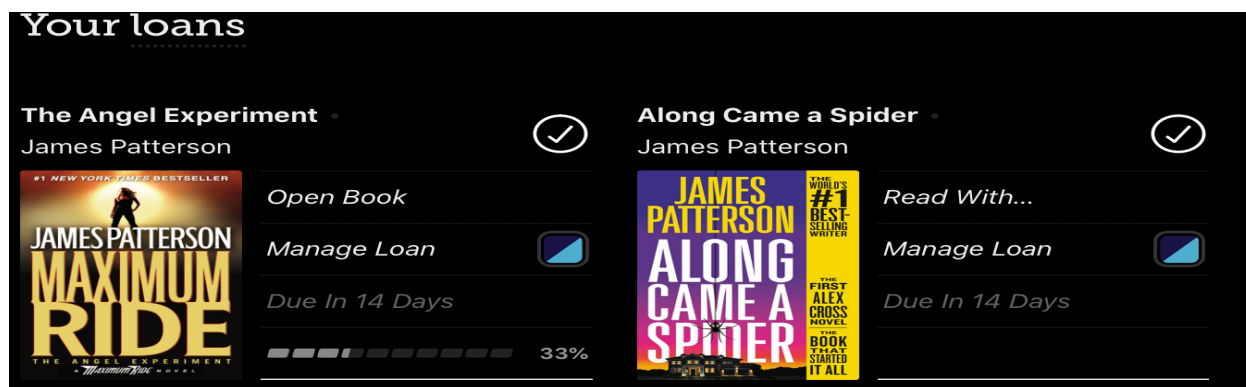 Your loans
The Angel Experiment
James Patterson
#1 NEW YORK TIMES BESTSELLER
JAMES PATTERSON
MAXIMUM
RIDE
THE ANGEL EXPERIMENT
A MAXIMUM RIDE NOVEL
Open Book
Manage Loan
Due In 14 Days
33%
Along Came a Spider
James Patterson
JAMES
PATTERSON
ALONG
CAME A
SPIDER
THE
WORLD'S
#1
BEST-
SELLING
WRITER
THE
FIRST
ALEX
CROSS
NOVEL
THE
BOOK
THAT
STARTED
IT ALL
Read With...
Manage Loan
Due In 14 Days